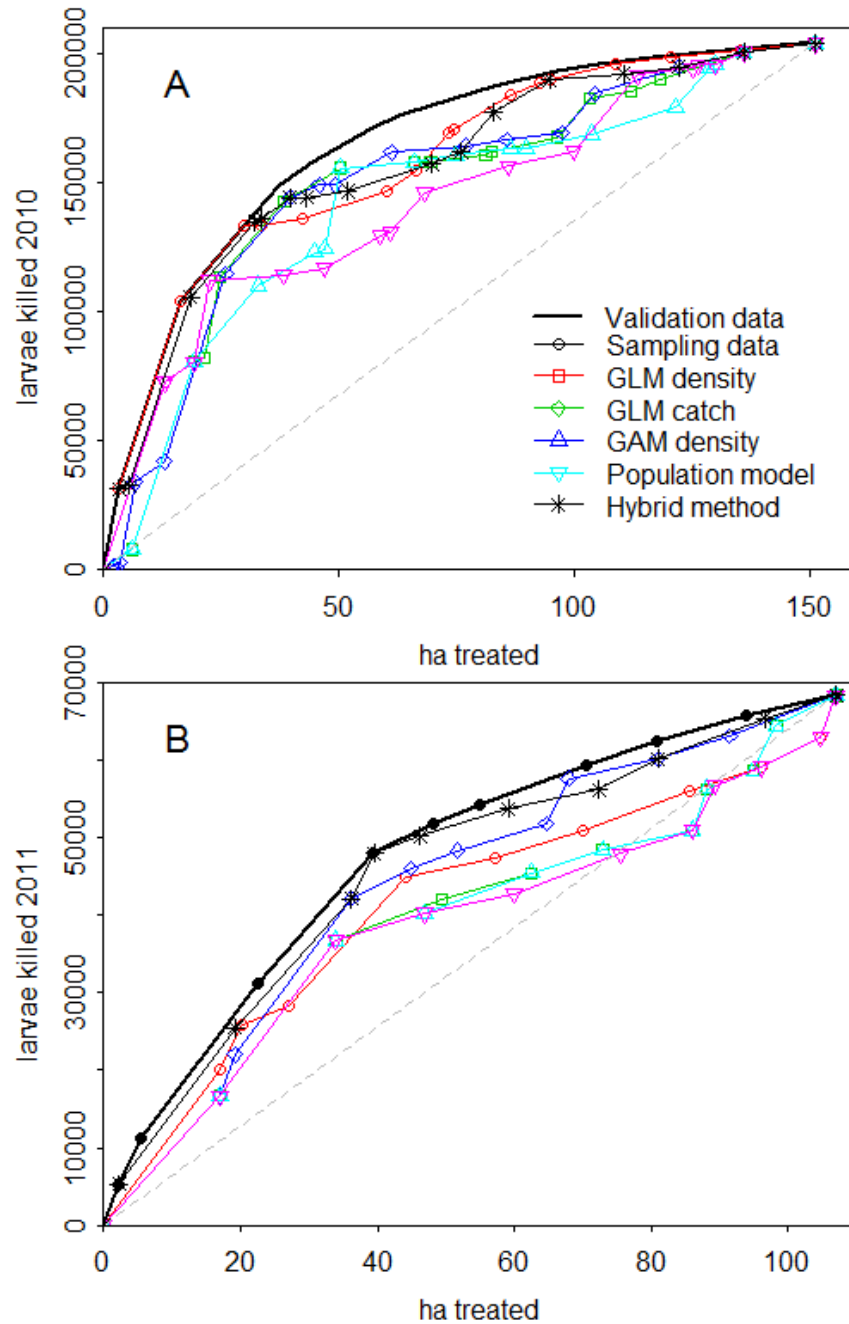 A
larvae killed 2010
200000
150000
100000
50000
0
Validation data
Sampling data
GLM density
GLM catch
GAM density
Population model
Hybrid method
0 50 100 150
ha treated
B
larvae killed 2011
70000
50000
30000
10000
0
0 20 40 60 80 100
ha treated